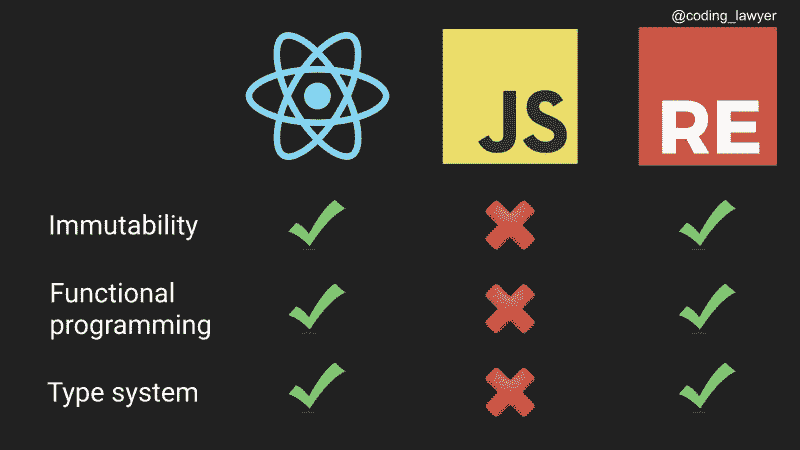 @coding_lawyer
JS
RE
Immutability
Functional
programming
Type system